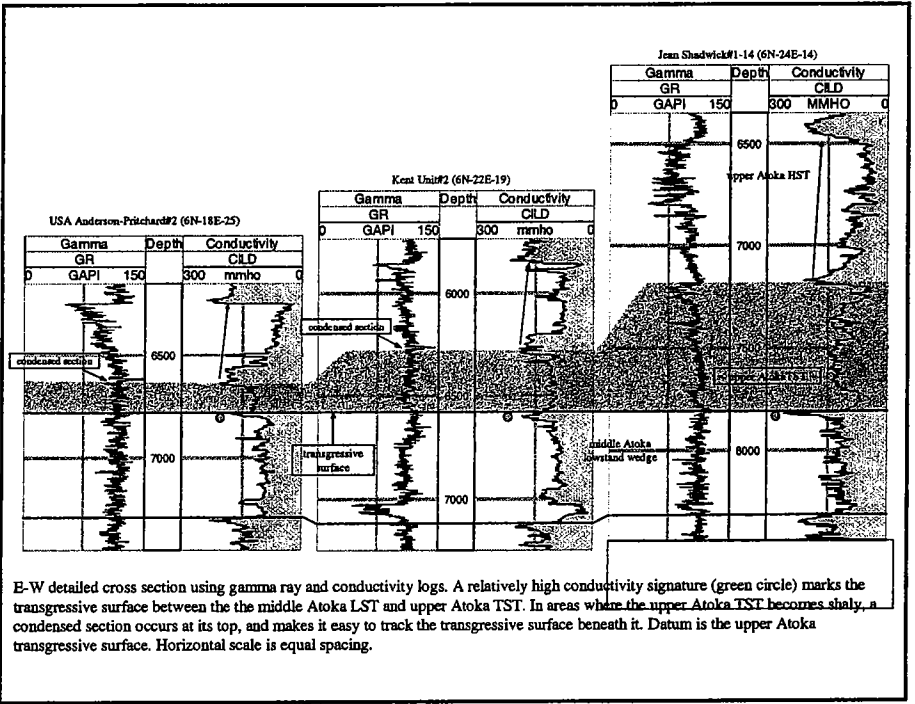 Jean Shadwick#1-14 (6N-24E-14)
Gamma Depth Conductivity
GR CILD
0 GAPI 150 300 MMHO 0
6500
upper Atoka HST
7000
8000
middle Atoka
lowstand wedge
Kent Unit#2 (6N-22E-19)
Gamma Depth Conductivity
GR CILD
GAPI 150 300 mmho 0
6000
condensed section
7000
USA Anderson-Pritchard#2 (6N-18E-25)
Gamma Depth Conductivity
GR CILD
0 GAPI 150 300 mmho 0
6500
condensed section
7000
transgressive
surface
E-W detailed cross section using gamma ray and conductivity logs. A relatively high conductivity signature (green circle) marks the
transgressive surface between the the middle Atoka LST and upper Atoka TST. In areas where the upper Atoka TST becomes shaly, a
condensed section occurs at its top, and makes it easy to track the transgressive surface beneath it. Datum is the upper Atoka
transgressive surface. Horizontal scale is equal spacing.